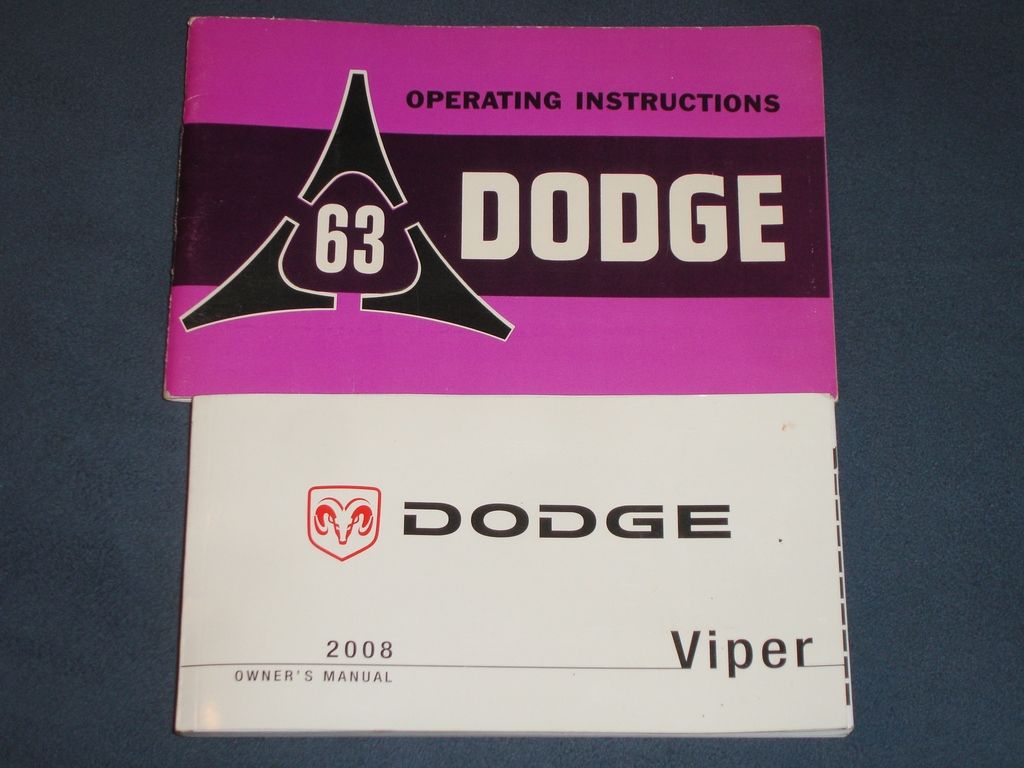 OPERATING INSTRUCTIONS
63 DODGE
DODGE
2008
Viper
OWNER'S MANUAL